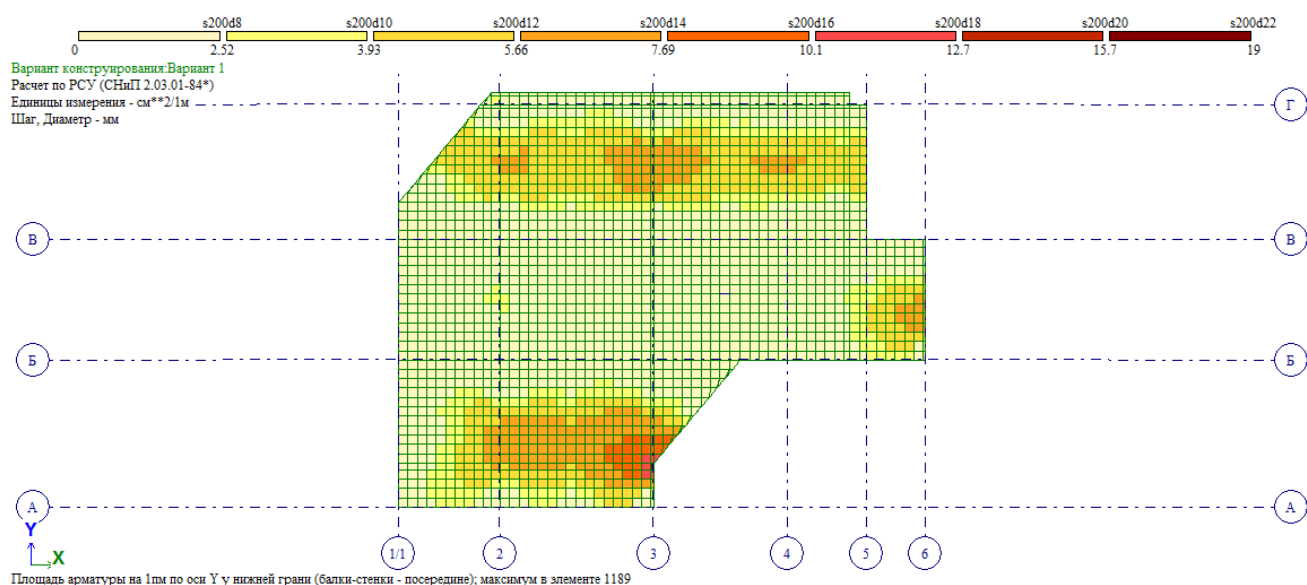 s200d8 s200d10 s200d12 s200d14 s200d16 s200d18 s200d20 s200d22
0 2.52 3.93 5.66 7.69 10.1 12.7 15.7 19
Вариант конструирования:Вариант 1
Расчет по РСУ (СНиП 2.03.01-84*)
Единицы измерения - см**2/1м
Шаг, Диаметр - мм
Г Г
В В
Б Б
А А
Y
X
1/1 2 3 4 5 6
Площадь арматуры на 1пм по оси Y у нижней грани (балки-стенки - посередине); максимум в элементе 1189